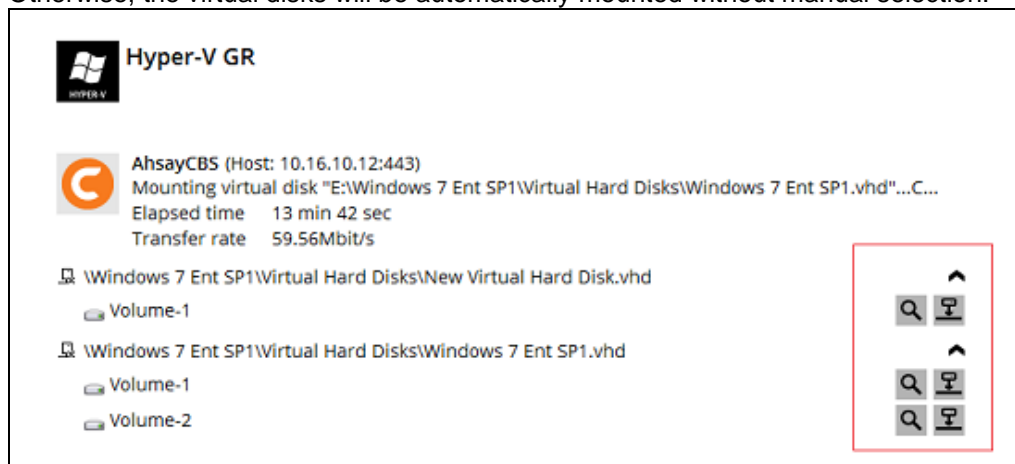 Otherwise, the virtual disks will be automatically mounted without manual selection.
Hyper-V GR
HYPER-V
AhsayCBS (Host: 10.16.10.12:443)
Mounting virtual disk "E:\Windows 7 Ent SP1\Virtual Hard Disks\Windows 7 Ent SP1.vhd"...C...
Elapsed time 13 min 42 sec
Transfer rate 59.56Mbit/s
\Windows 7 Ent SP1\Virtual Hard Disks\New Virtual Hard Disk.vhd
Volume-1
\Windows 7 Ent SP1\Virtual Hard Disks\Windows 7 Ent SP1.vhd
Volume-1
Volume-2